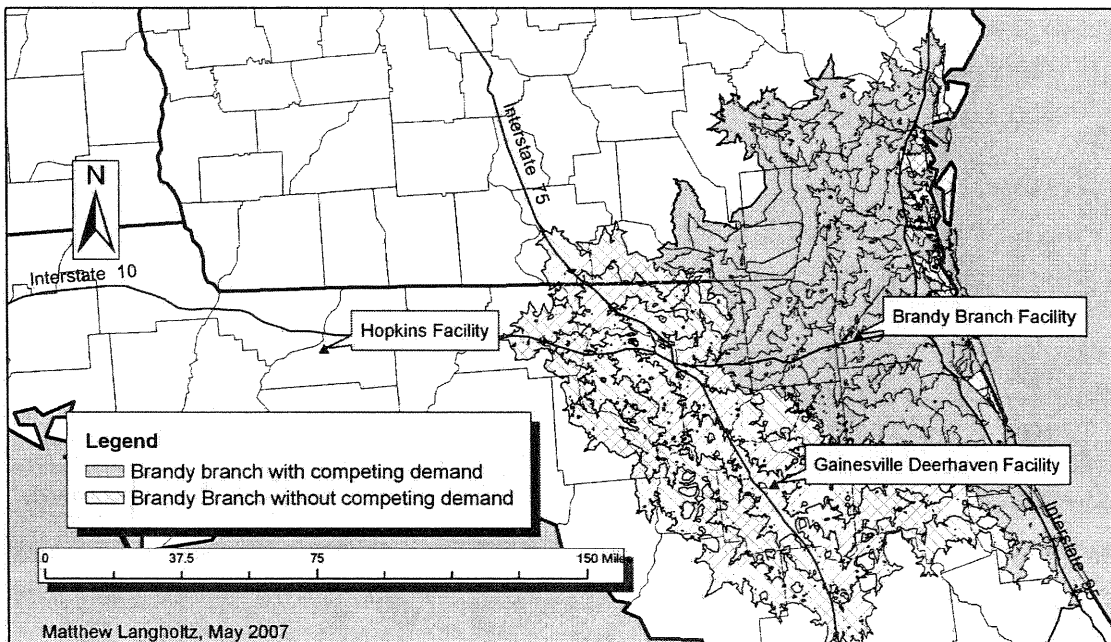 Interstate 75
N
Interstate 10
Hopkins Facility
Brandy Branch Facility
Gainesville Deerhaven Facility
Interstate 95
Legend
Brandy branch with competing demand
Brandy Branch without competing demand
0 37.5 75 150 Miles
Matthew Langholtz, May 2007